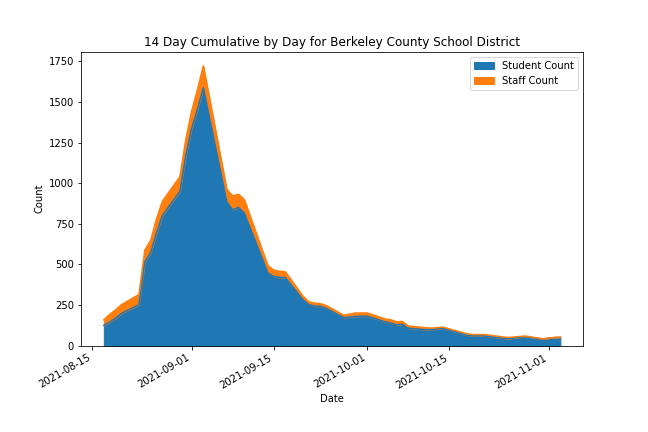 14 Day Cumulative by Day for Berkeley County School District
Student Count
Staff Count
1750
1500
1250
1000
750
500
250
0
Count
2021-08-15
2021-09-01
2021-09-15
2021-10-01
2021-10-15
2021-11-01
Date